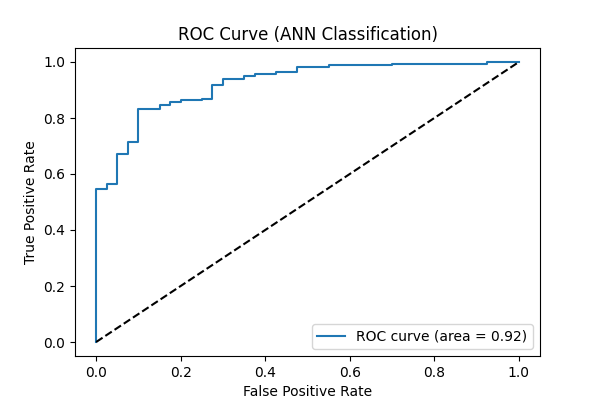 ROC Curve (ANN Classification)
True Positive Rate
1.0
0.8
0.6
0.4
0.2
0.0
ROC curve (area = 0.92)
0.0 0.2 0.4 0.6 0.8 1.0
False Positive Rate